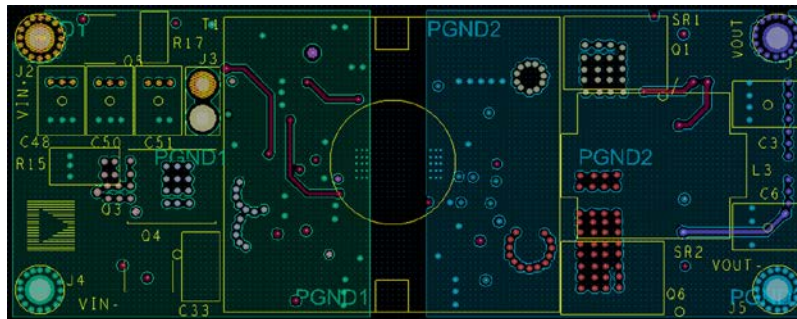 T1
R17
PGND2
SR1
Q1
VOUT
J2
Q5
J3
VIN-
C48
C50
C51
C3
R15
PGND1
PGND2
L3
Q3
C6
Q4
SR2
VOUT-
J4
VIN-
C33
PGND1
Q6
J5